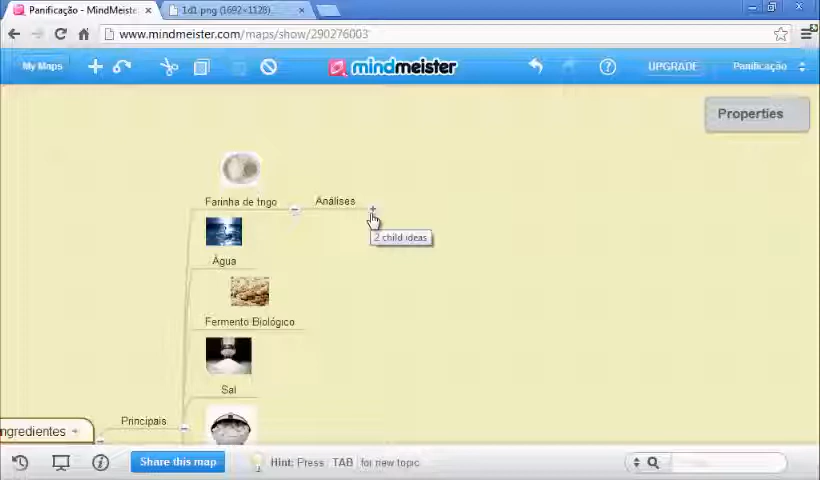 Panificação - MindMeiste
1d1.png (1692×1128)
www.mindmeister.com/maps/show/290276003
My Maps
mindmeister
UPGRADE
Panificação
Properties
Farinha de trigo
Análises
2 child ideas
Água
Fermento Biológico
Sal
Principais
ngredientes
Share this map
Hint: Press TAB for new topic